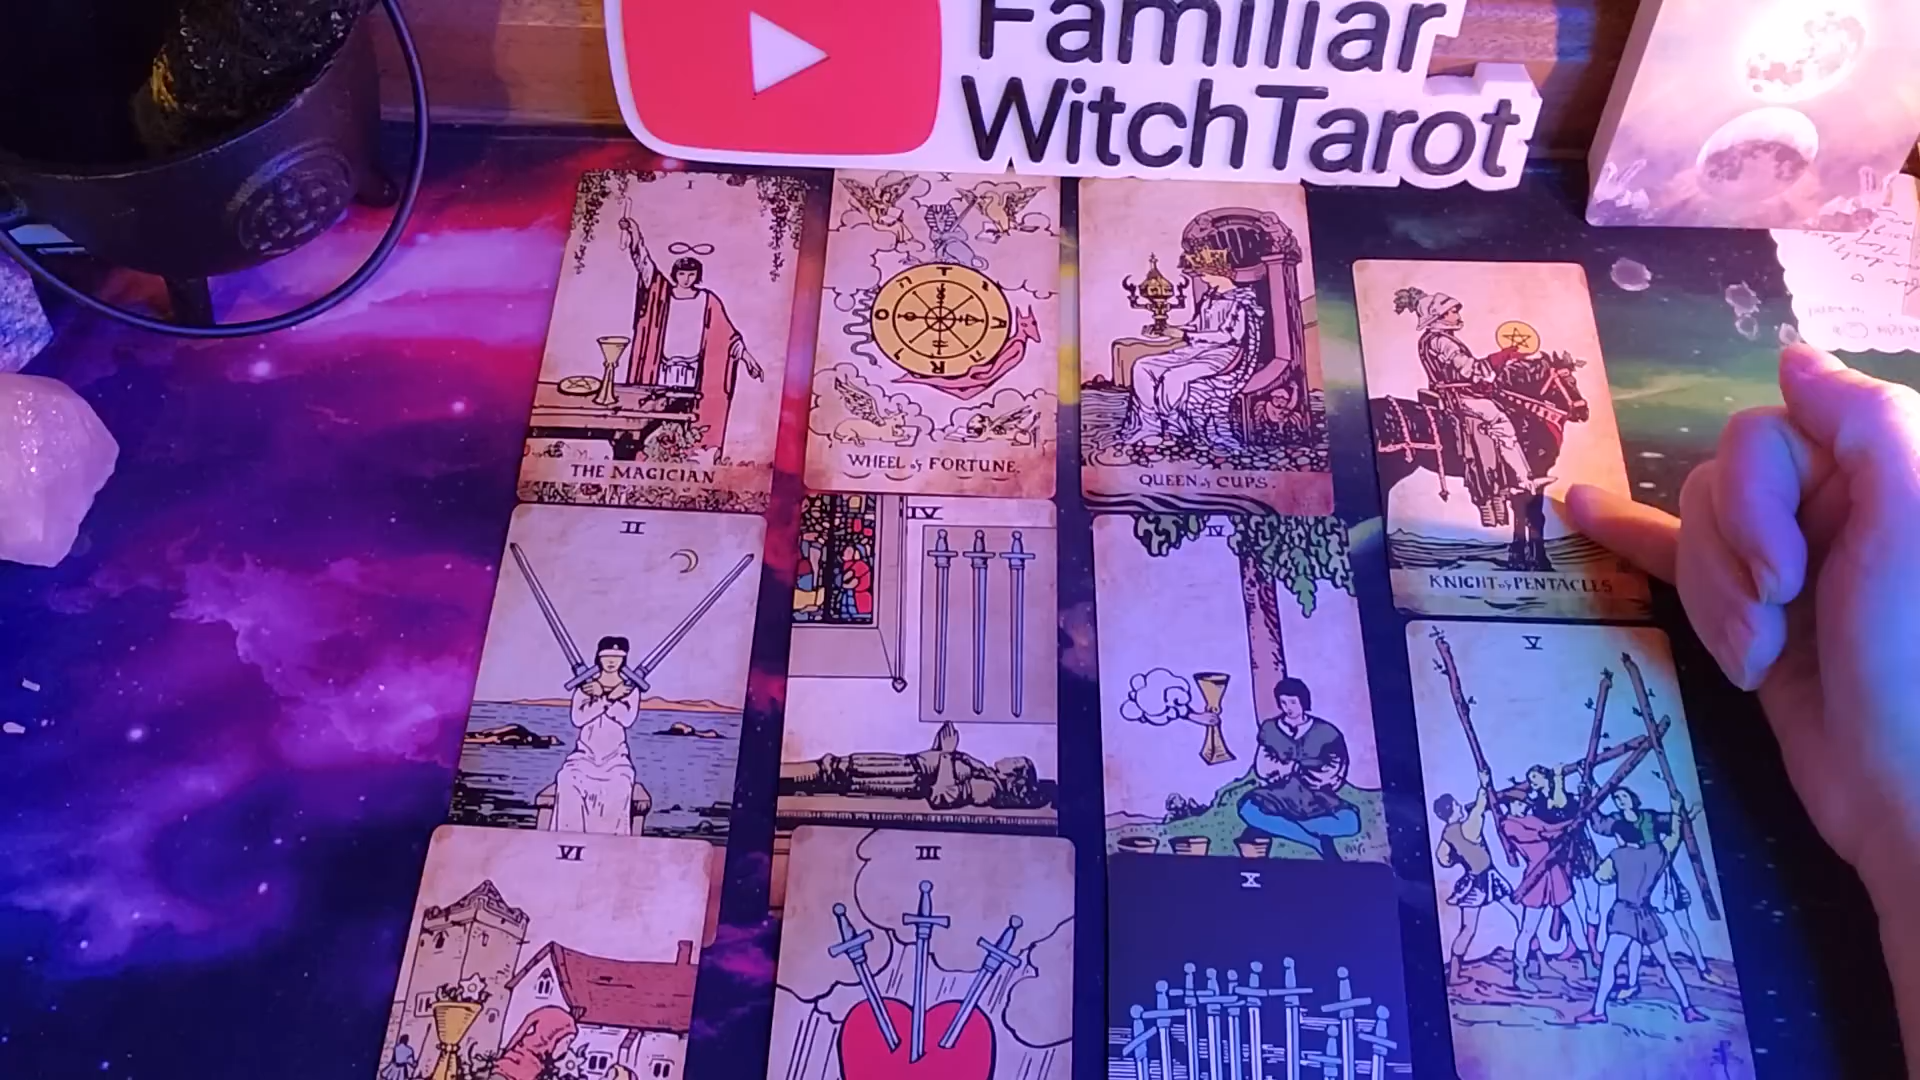 Familiar
WitchTarot
I
THE MAGICIAN
X
WHEEL of FORTUNE.
QUEEN of CUPS.
KNIGHT of PENTACLES
II
IV
IV
V
VI
III
X